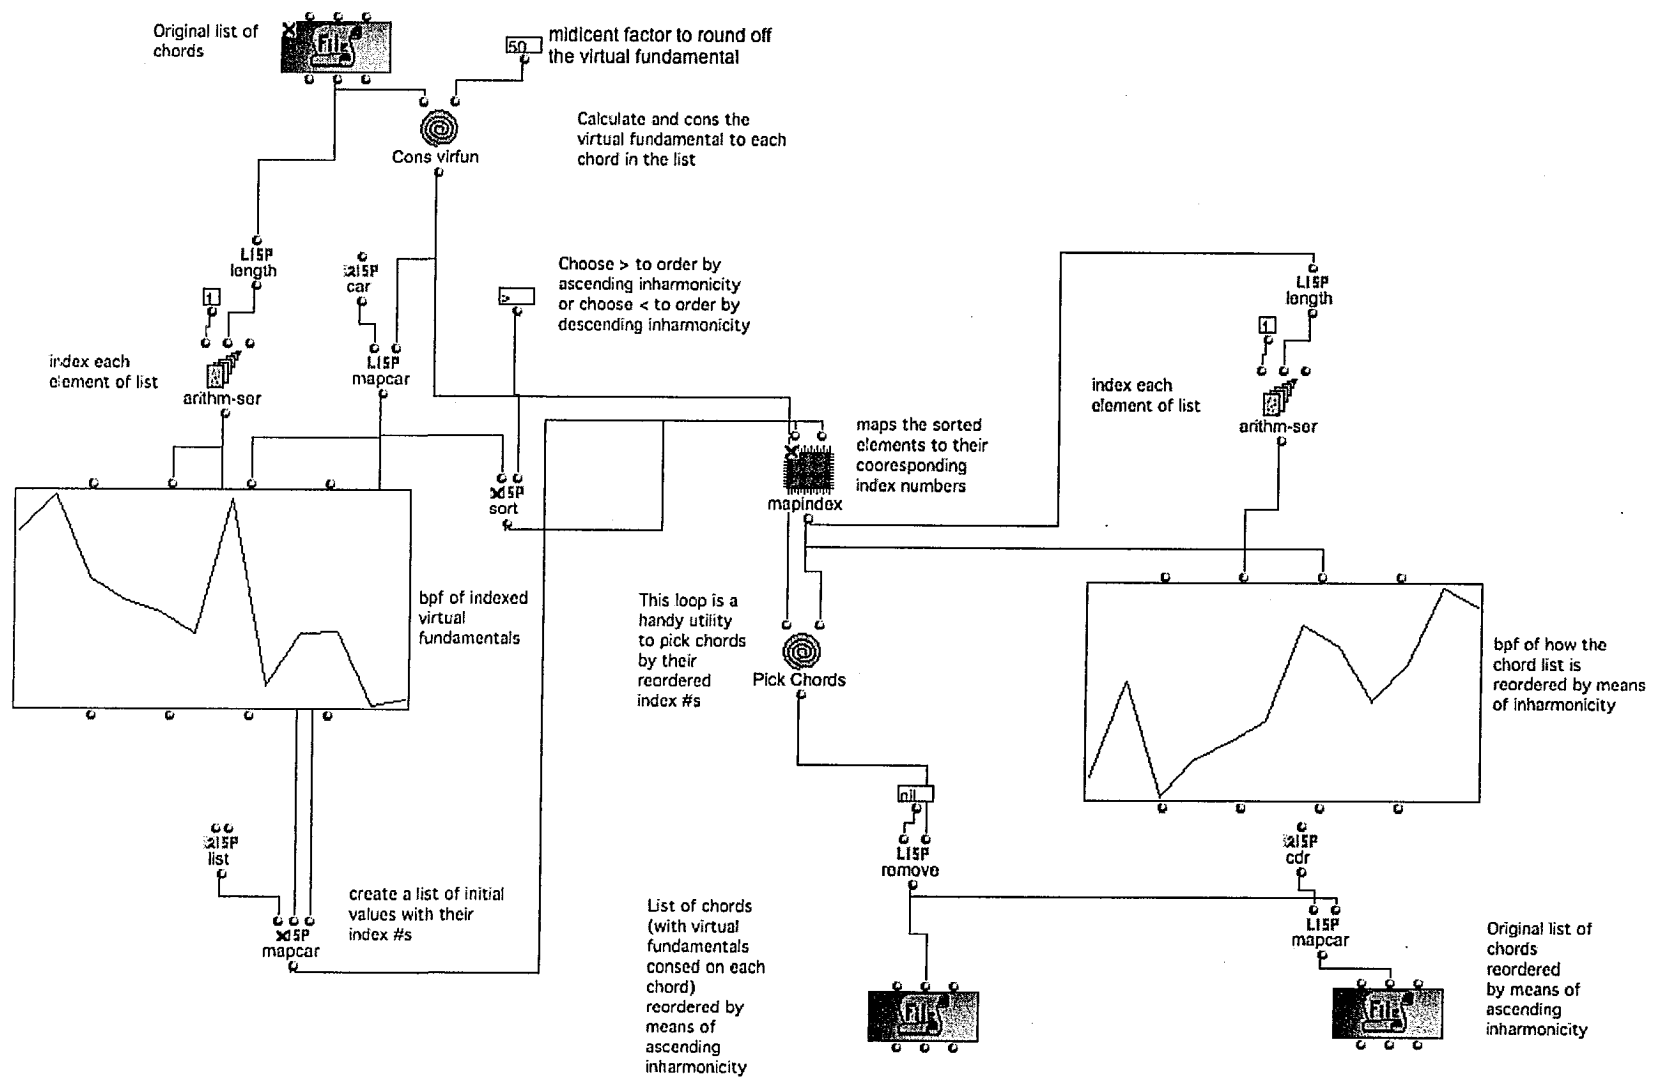 Original list of
chords
File
50
midicent factor to round off
the virtual fundamental
Cons virfun
Calculate and cons the
virtual fundamental to each
chord in the list
LISP
length
1
index each
element of list
arithm-ser
LISP
car
LISP
mapcar
>
Choose > to order by
ascending inharmonicity
or choose < to order by
descending inharmonicity
LISP
sort
mapindex
maps the sorted
elements to their
cooresponding
index numbers
LISP
length
1
index each
element of list
arithm-ser
bpf of indexed
virtual
fundamentals
This loop is a
handy utility
to pick chords
by their
reordered
index #s
Pick Chords
bpf of how the
chord list is
reordered by means
of inharmonicity
LISP
list
LISP
mapcar
create a list of initial
values with their
index #s
nil
LISP
remove
LISP
cdr
LISP
mapcar
List of chords
(with virtual
fundamentals
consed on each
chord)
reordered by
means of
ascending
inharmonicity
File
File
Original list of
chords
reordered
by means of
ascending
inharmonicity